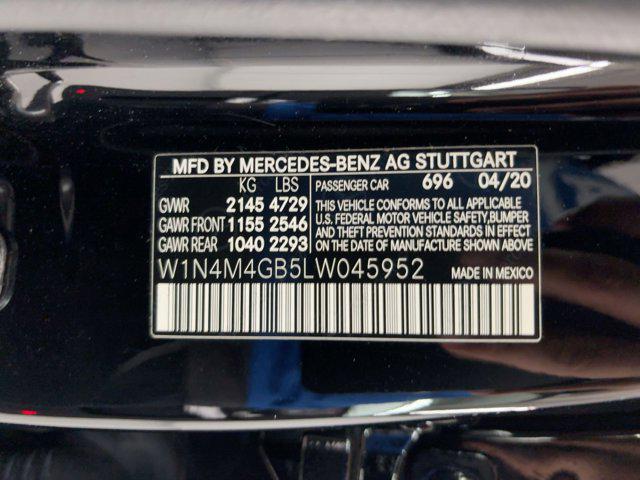 MFD BY MERCEDES-BENZ AG STUTTGART
KG LBS PASSENGER CAR 696 04/20
GVWR 2145 4729 THIS VEHICLE CONFORMS TO ALL APPLICABLE
GAWR FRONT 1155 2546 U.S. FEDERAL MOTOR VEHICLE SAFETY,BUMPER
AND THEFT PREVENTION STANDARDS IN EFFECT ON
GAWR REAR 1040 2293 THE DATE OF MANUFACTURE SHOWN ABOVE.
W1N4M4GB5LW045952 MADE IN MEXICO